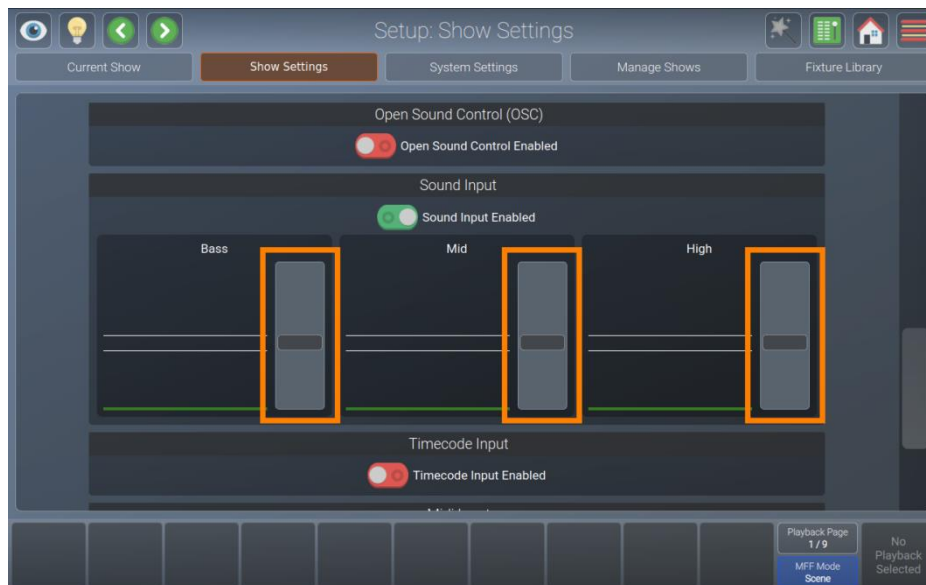 Setup: Show Settings
Current Show
Show Settings
System Settings
Manage Shows
Fixture Library
Open Sound Control (OSC)
Open Sound Control Enabled
Sound Input
Sound Input Enabled
Bass
Mid
High
Timecode Input
Timecode Input Enabled
Playback Page
1 / 9
MFF Mode
Scene
No
Playback
Selected